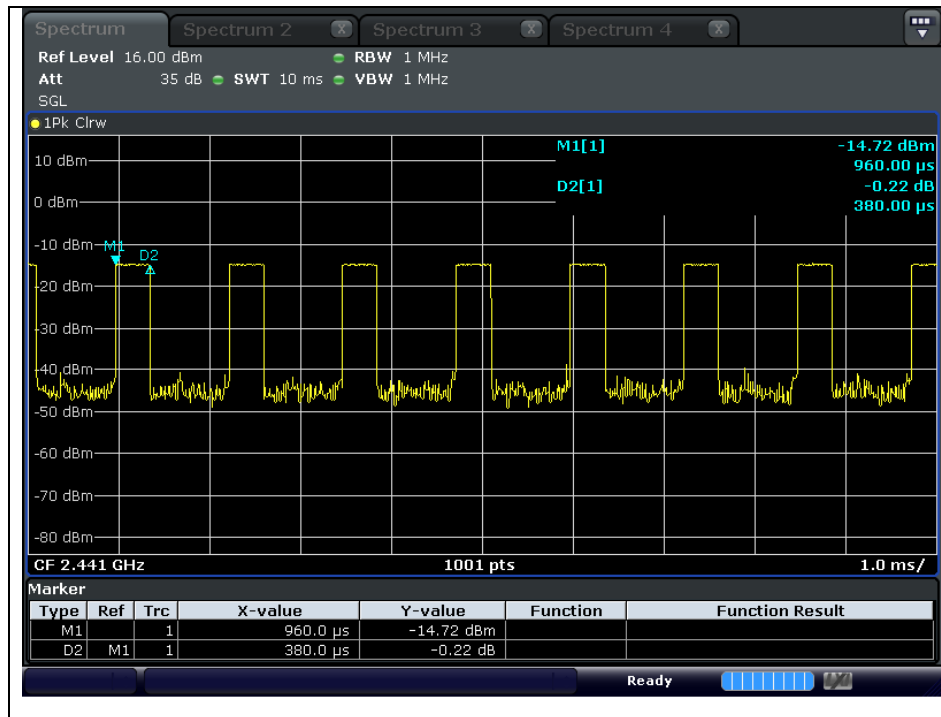 Spectrum Spectrum 2 X Spectrum 3 X Spectrum 4 X
Ref Level 16.00 dBm RBW 1 MHz
Att 35 dB SWT 10 ms VBW 1 MHz
SGL
1Pk Clrw
M1[1] -14.72 dBm
960.00 µs
D2[1] -0.22 dB
380.00 µs
10 dBm
0 dBm
-10 dBm
M1
D2
-20 dBm
-30 dBm
-40 dBm
-50 dBm
-60 dBm
-70 dBm
-80 dBm
CF 2.441 GHz 1001 pts 1.0 ms/
Marker
Type Ref Trc X-value Y-value Function Function Result
M1 1 960.0 µs -14.72 dBm
D2 M1 1 380.0 µs -0.22 dB
Ready